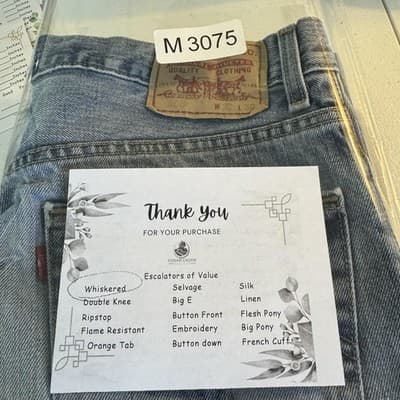 M 3075
QUALITY CLOTHING
W L 30
Thank You
FOR YOUR PURCHASE
Escalators of Value
Whiskered Selvage Silk
Double Knee Big E Linen
Ripstop Button Front Flesh Pony
Flame Resistant Embroidery Big Pony
Orange Tab Button down French Cuff